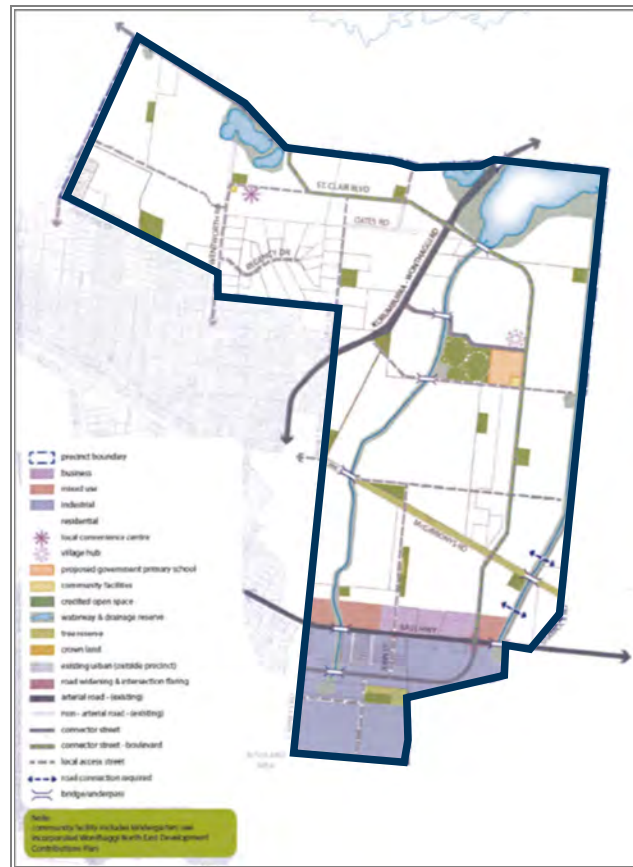 ST. CLAIR BLVD
OATES RD
WENTWORTH RD
REGENCY DR
KORUMBURRA - WONTHAGGI RD
McGIBBONYS RD
BASS HWY
precinct boundary
business
mixed use
industrial
residential
local convenience centre
village hub
proposed government primary school
community facilities
credited open space
waterway & drainage reserve
tree reserve
crown land
existing urban (outside precinct)
road widening & intersection flaring
arterial road - (existing)
non - arterial road - (existing)
connector street
connector street - boulevard
local access street
road connection required
bridge/underpass
Note:
community facility includes kindergarten; see
incorporated Wonthaggi North East Development
Contributions Plan